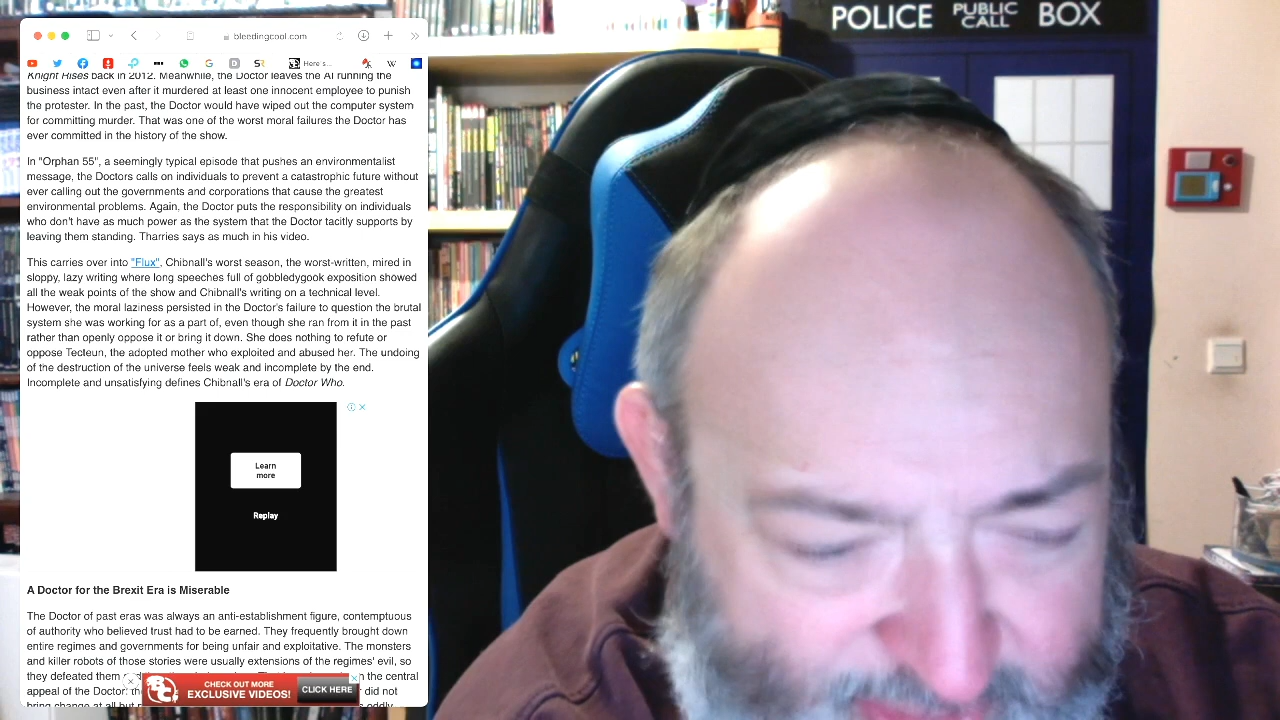 POLICE PUBLIC CALL BOX
bleedingcool.com
Here's...
Knight Rises back in 2012. Meanwhile, the Doctor leaves the AI running the
business intact even after it murdered at least one innocent employee to punish
the protester. In the past, the Doctor would have wiped out the computer system
for committing murder. That was one of the worst moral failures the Doctor has
ever committed in the history of the show.
In "Orphan 55", a seemingly typical episode that pushes an environmentalist
message, the Doctors calls on individuals to prevent a catastrophic future without
ever calling out the governments and corporations that cause the greatest
environmental problems. Again, the Doctor puts the responsibility on individuals
who don't have as much power as the system that the Doctor tacitly supports by
leaving them standing. Tharries says as much in his video.
This carries over into "Flux", Chibnall's worst season, the worst-written, mired in
sloppy, lazy writing where long speeches full of gobbledygook exposition showed
all the weak points of the show and Chibnall's writing on a technical level.
However, the moral laziness persisted in the Doctor's failure to question the brutal
system she was working for as a part of, even though she ran from it in the past
rather than openly oppose it or bring it down. She does nothing to refute or
oppose Tecteun, the adopted mother who exploited and abused her. The undoing
of the destruction of the universe feels weak and incomplete by the end.
Incomplete and unsatisfying defines Chibnall's era of Doctor Who.
Learn
more
Replay
A Doctor for the Brexit Era is Miserable
The Doctor of past eras was always an anti-establishment figure, contemptuous
of authority who believed trust had to be earned. They frequently brought down
entire regimes and governments for being unfair and exploitative. The monsters
and killer robots of those stories were usually extensions of the regimes' evil, so
they defeated them the central
appeal of the Doctor: did not
bring change at all but oddly
CHECK OUT MORE
EXCLUSIVE VIDEOS!
CLICK HERE